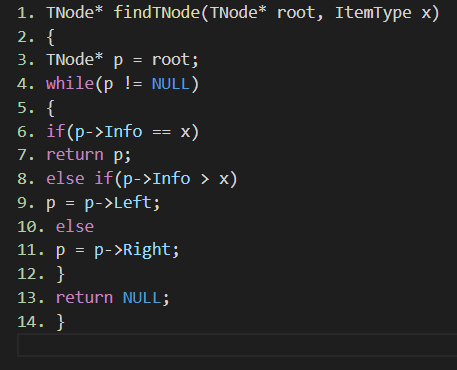 1. TNode* findTNode(TNode* root, ItemType x)
2. {
3. TNode* p = root;
4. while(p != NULL)
5. {
6. if(p->Info == x)
7. return p;
8. else if(p->Info > x)
9. p = p->Left;
10. else
11. p = p->Right;
12. }
13. return NULL;
14. }